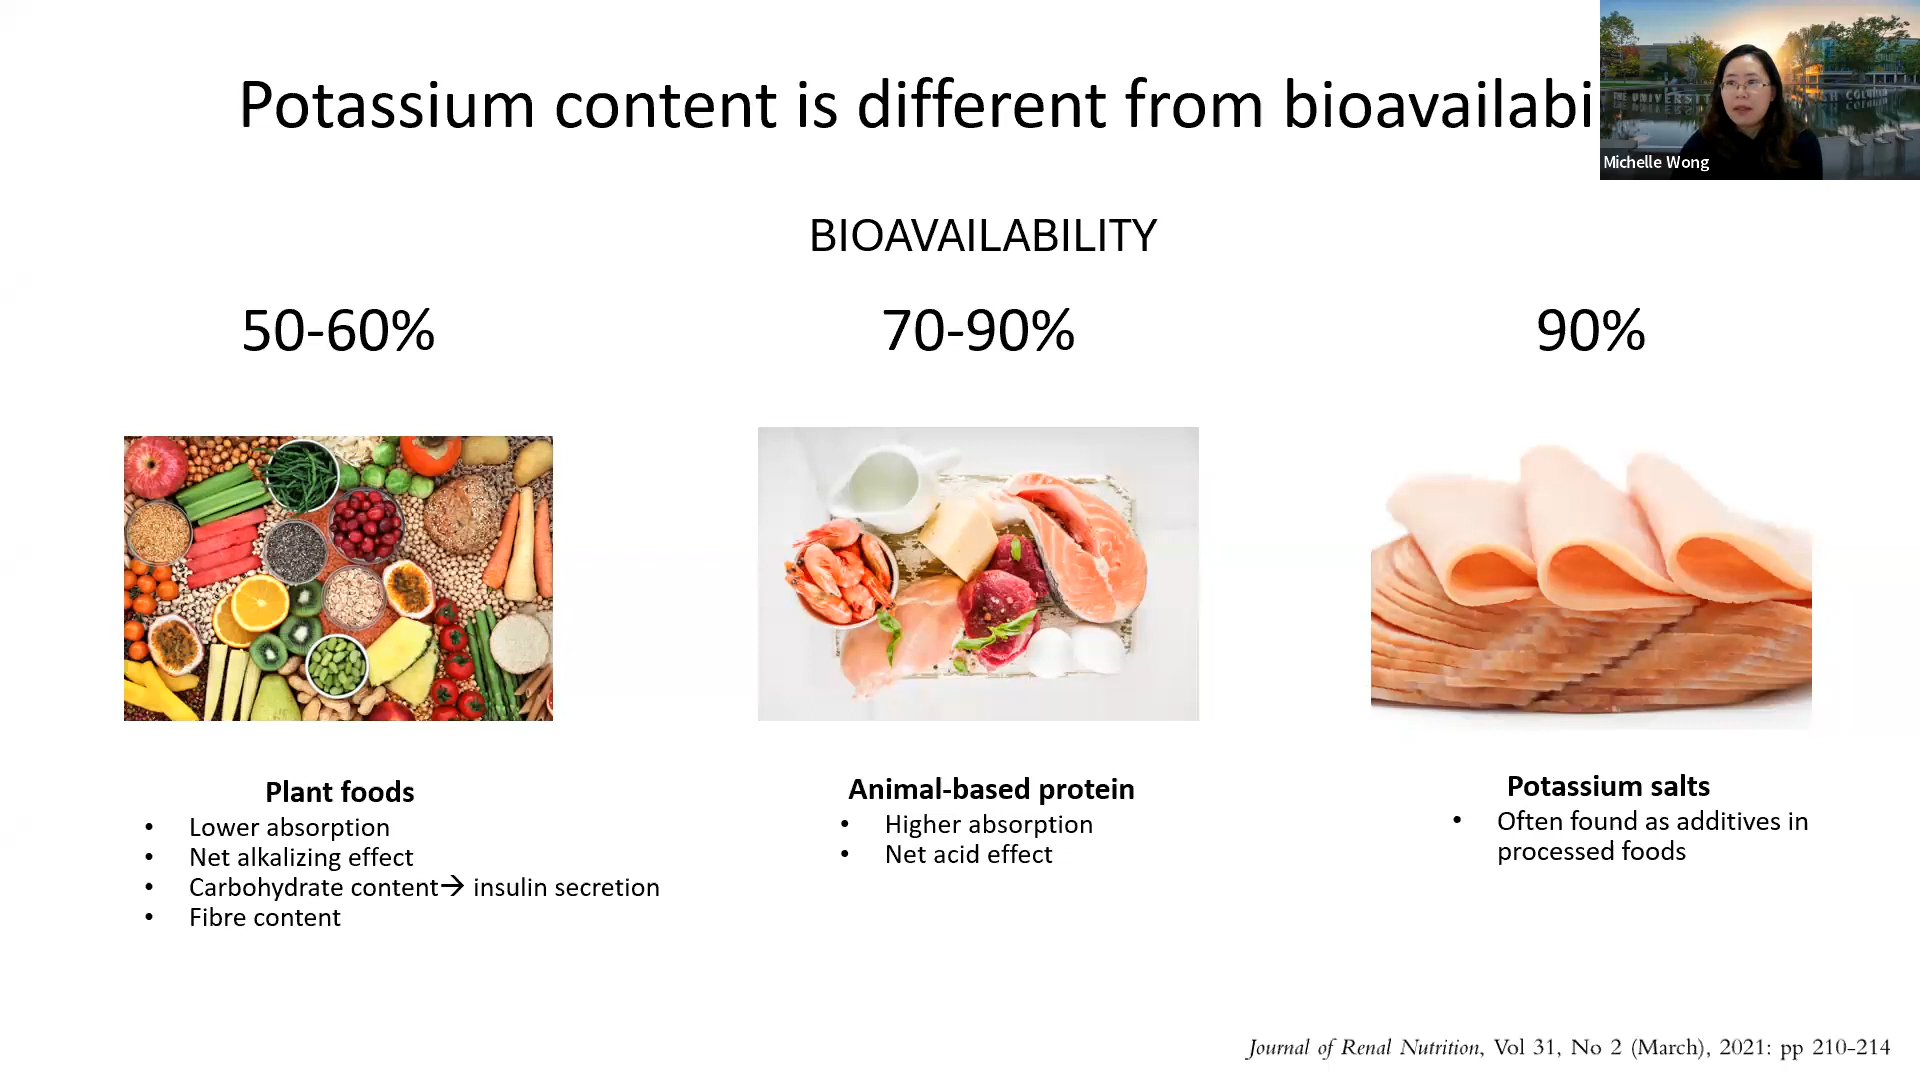 Potassium content is different from bioavailabi
Michelle Wong
BIOAVAILABILITY
50-60%
70-90%
90%
Plant foods
• Lower absorption
• Net alkalizing effect
• Carbohydrate content→ insulin secretion
• Fibre content
Animal-based protein
• Higher absorption
• Net acid effect
Potassium salts
• Often found as additives in
processed foods
Journal of Renal Nutrition, Vol 31, No 2 (March), 2021: pp 210-214